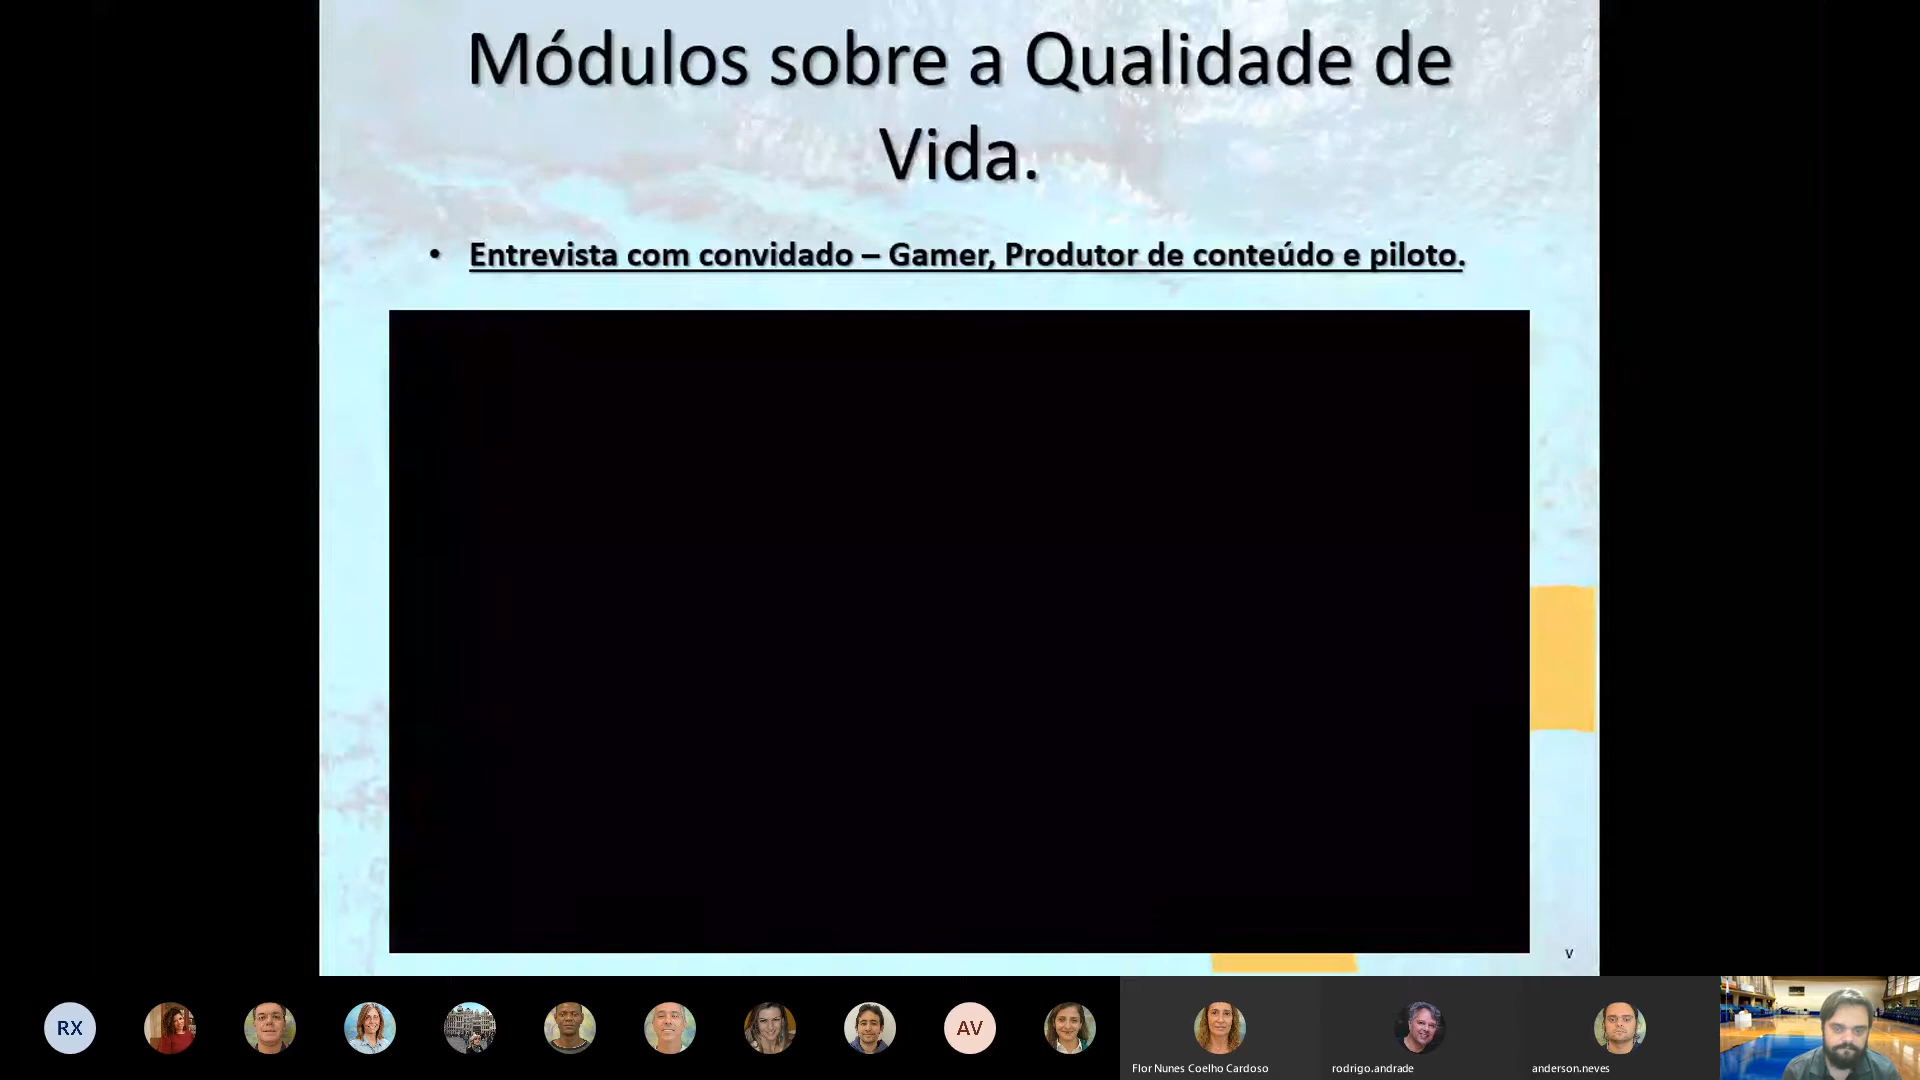 Módulos sobre a Qualidade de
Vida.
• Entrevista com convidado – Gamer, Produtor de conteúdo e piloto.
v
RX
AV
Flor Nunes Coelho Cardoso
rodrigo.andrade
anderson.neves